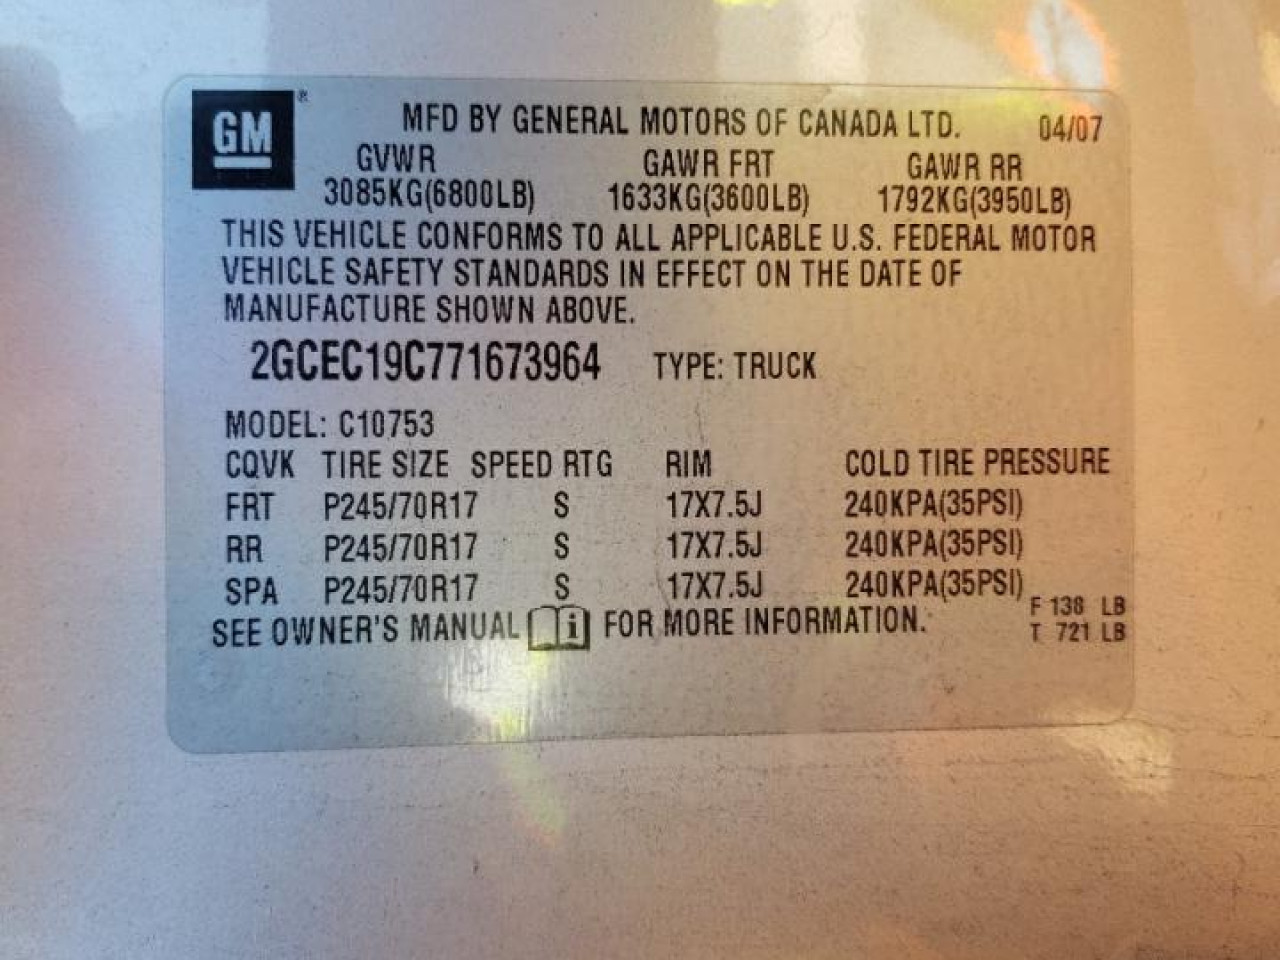 GM ® MFD BY GENERAL MOTORS OF CANADA LTD. 04/07
GVWR GAWR FRT GAWR RR
3085KG(6800LB) 1633KG(3600LB) 1792KG(3950LB)
THIS VEHICLE CONFORMS TO ALL APPLICABLE U.S. FEDERAL MOTOR
VEHICLE SAFETY STANDARDS IN EFFECT ON THE DATE OF
MANUFACTURE SHOWN ABOVE.
2GCEC19C771673964 TYPE: TRUCK
MODEL: C10753
CQVK TIRE SIZE SPEED RTG RIM COLD TIRE PRESSURE
FRT P245/70R17 S 17X7.5J 240KPA(35PSI)
RR P245/70R17 S 17X7.5J 240KPA(35PSI)
SPA P245/70R17 S 17X7.5J 240KPA(35PSI)
F 138 LB
SEE OWNER'S MANUAL i FOR MORE INFORMATION. T 721 LB